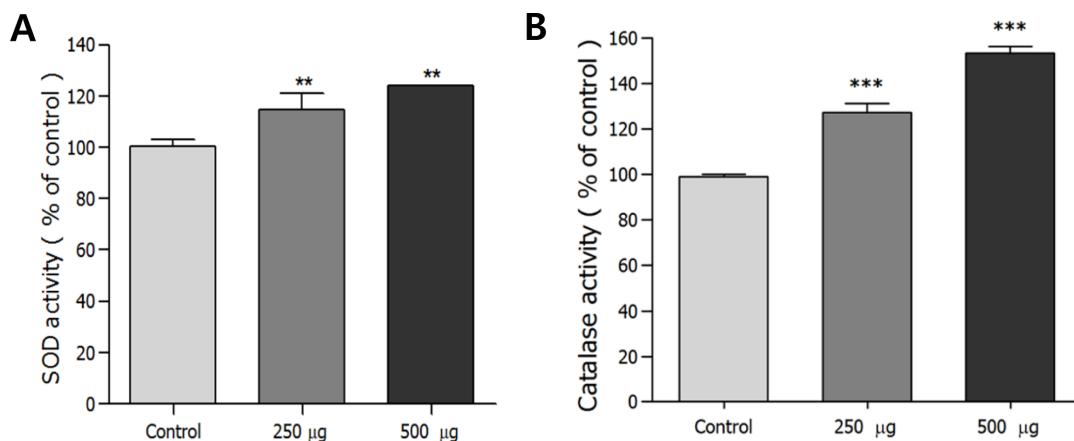 A
SOD activity ( % of control )
140
120
100
80
60
40
20
0
**
**
Control
250 μg
500 μg
B
Catalase activity ( % of control )
160
140
120
100
80
60
40
20
0
***
***
Control
250 μg
500 μg